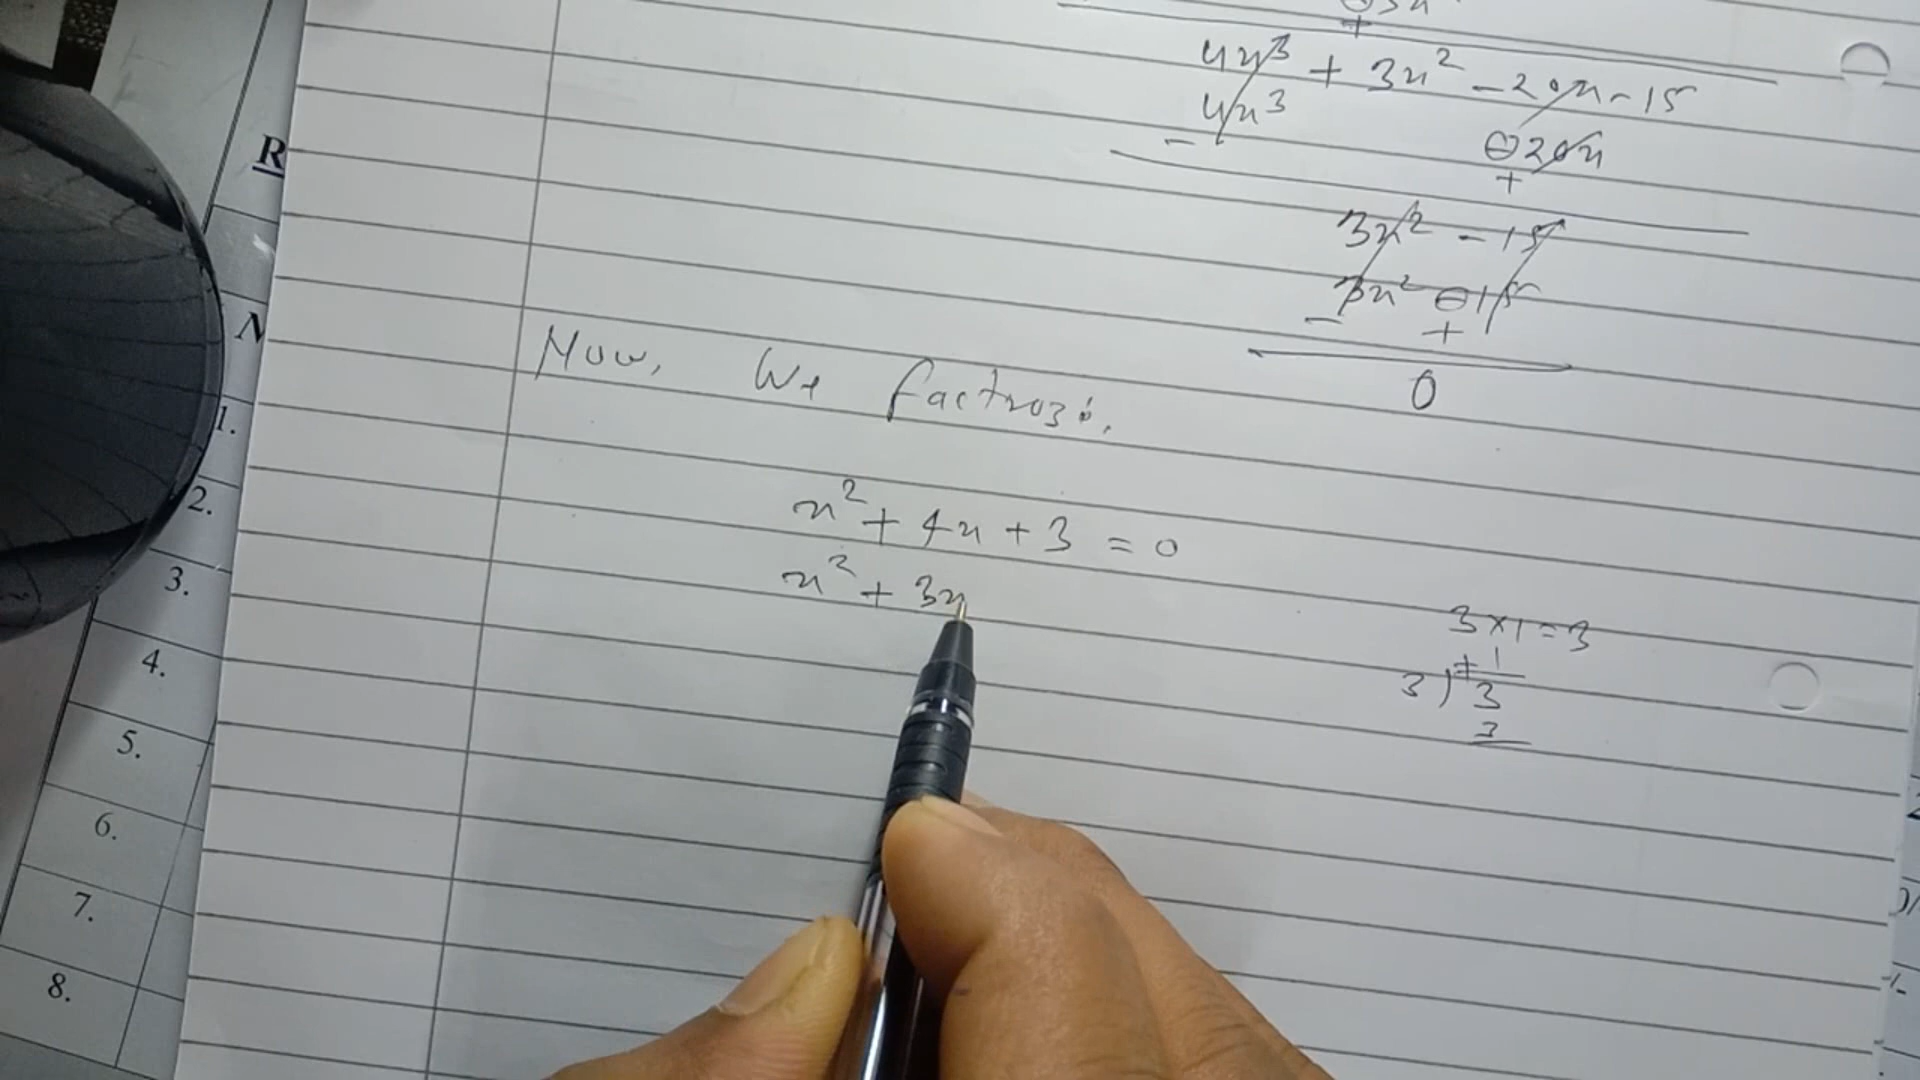 4x³ + 3x² - 20x - 15
4x³ ⊖20x
- +
3x² - 15
3x² ⊖15
- +
0
Now, We
x² + 4x + 3 = 0
x² + 3x
3 × 1 = 3
+1
3 ) 3
3
R
N
1.
2.
3.
4.
5.
6.
7.
8.